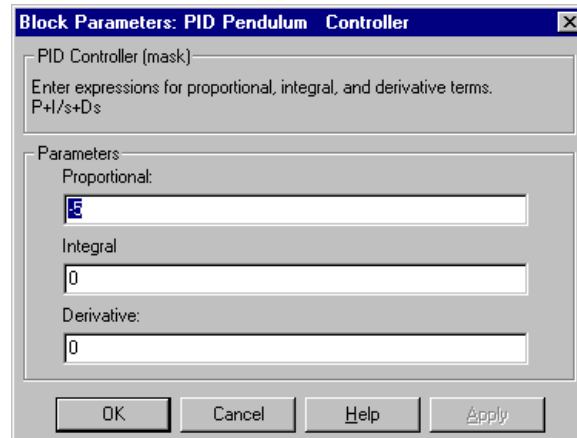 Block Parameters: PID Pendulum Controller
PID Controller (mask)
Enter expressions for proportional, integral, and derivative terms.
P+I/s+Ds
Parameters
Proportional:
-5
Integral
0
Derivative:
0
OK Cancel Help Apply